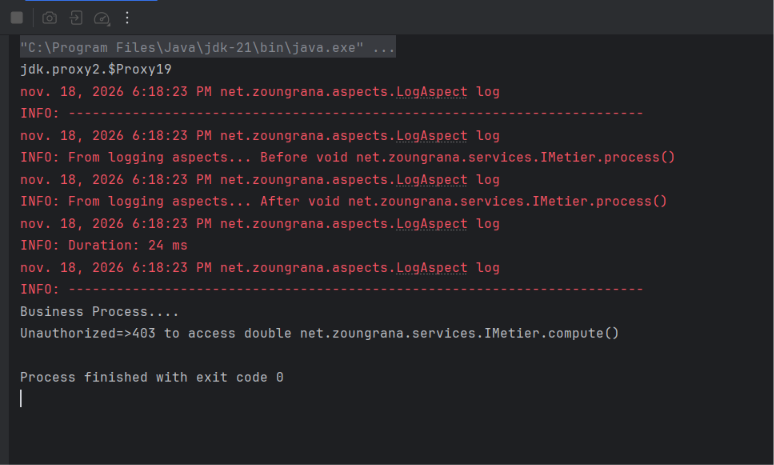 "C:\Program Files\Java\jdk-21\bin\java.exe" ...
jdk.proxy2.$Proxy19
nov. 18, 2026 6:18:23 PM net.zoungrana.aspects.LogAspect log
INFO: ------------------------------------------------------------------------
nov. 18, 2026 6:18:23 PM net.zoungrana.aspects.LogAspect log
INFO: From logging aspects... Before void net.zoungrana.services.IMetier.process()
nov. 18, 2026 6:18:23 PM net.zoungrana.aspects.LogAspect log
INFO: From logging aspects... After void net.zoungrana.services.IMetier.process()
nov. 18, 2026 6:18:23 PM net.zoungrana.aspects.LogAspect log
INFO: Duration: 24 ms
nov. 18, 2026 6:18:23 PM net.zoungrana.aspects.LogAspect log
INFO: ------------------------------------------------------------------------
Business Process....
Unauthorized=>403 to access double net.zoungrana.services.IMetier.compute()
Process finished with exit code 0